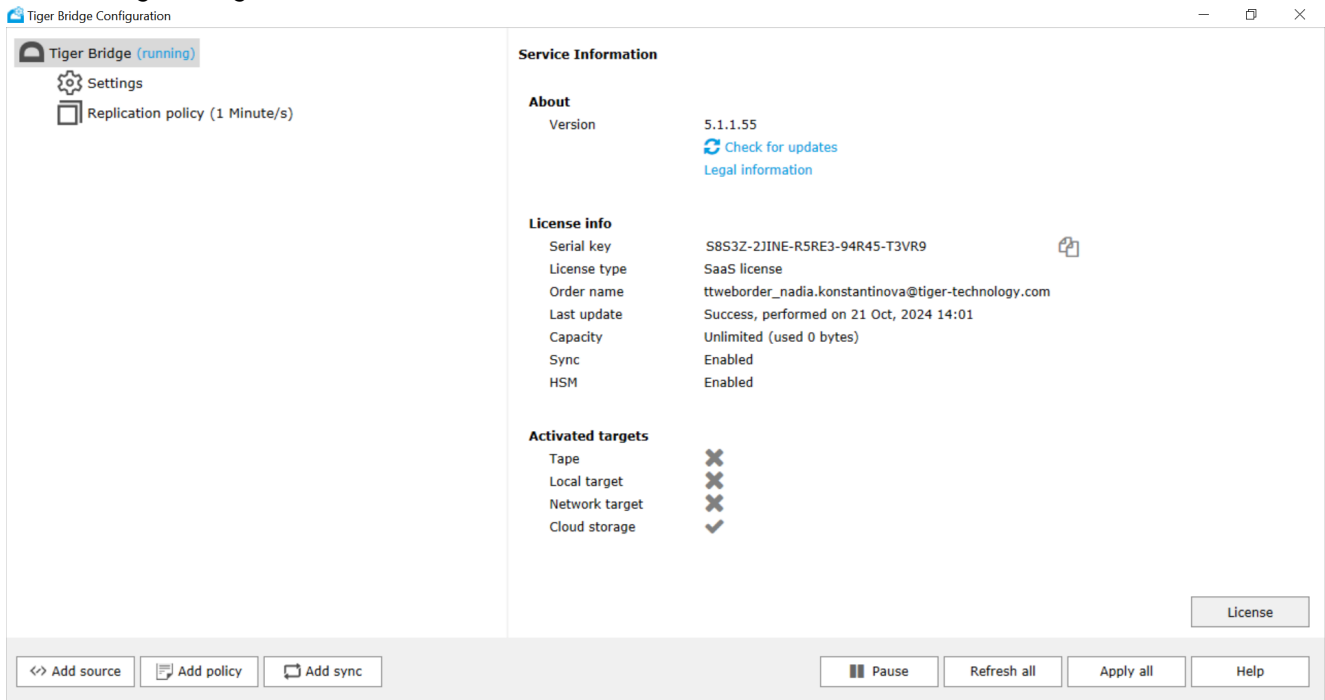 Tiger Bridge Configuration
Tiger Bridge (running)
Settings
Replication policy (1 Minute/s)
Service Information
About
Version 5.1.1.55
Check for updates
Legal information
License info
Serial key S8S3Z-2JINE-R5RE3-94R45-T3VR9
License type SaaS license
Order name ttweborder_nadia.konstantinova@tiger-technology.com
Last update Success, performed on 21 Oct, 2024 14:01
Capacity Unlimited (used 0 bytes)
Sync Enabled
HSM Enabled
Activated targets
Tape
Local target
Network target
Cloud storage
License
Add source Add policy Add sync Pause Refresh all Apply all Help